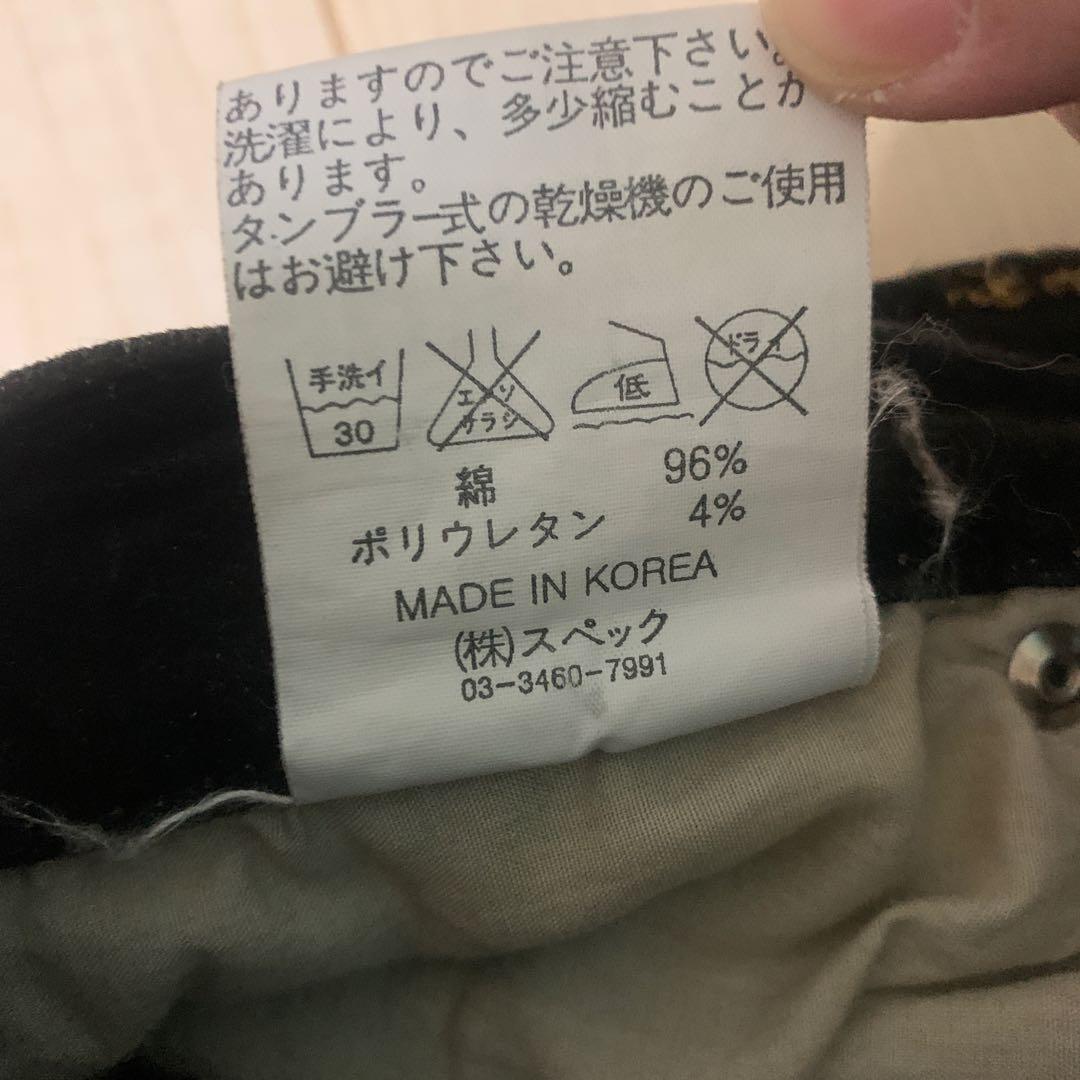 ありますのでご注意下さい。
洗濯により、多少縮むことが
あります。
タンブラー式の乾燥機のご使用
はお避け下さい。
手洗イ
30
エンソ
サラシ
低
ドライ
綿 96%
ポリウレタン 4%
MADE IN KOREA
(株)スペック
03-3460-7991